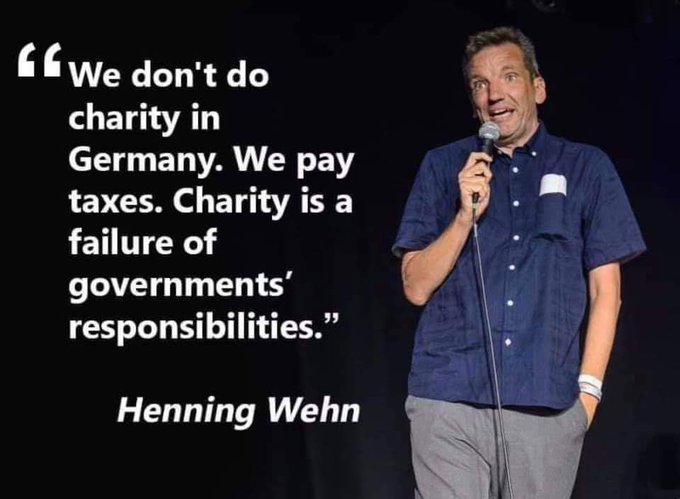 “We don't do
charity in
Germany. We pay
taxes. Charity is a
failure of
governments’
responsibilities.”
Henning Wehn